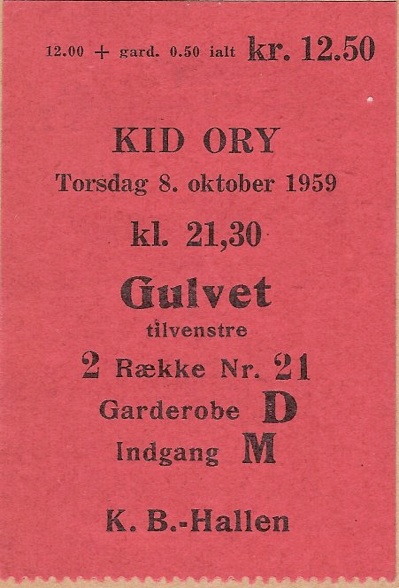 12.00 + gard. 0.50 ialt kr. 12.50
KID ORY
Torsdag 8. oktober 1959
kl. 21,30
Gulvet
tilvenstre
2 Række Nr. 21
Garderobe D
Indgang M
K. B.-Hallen